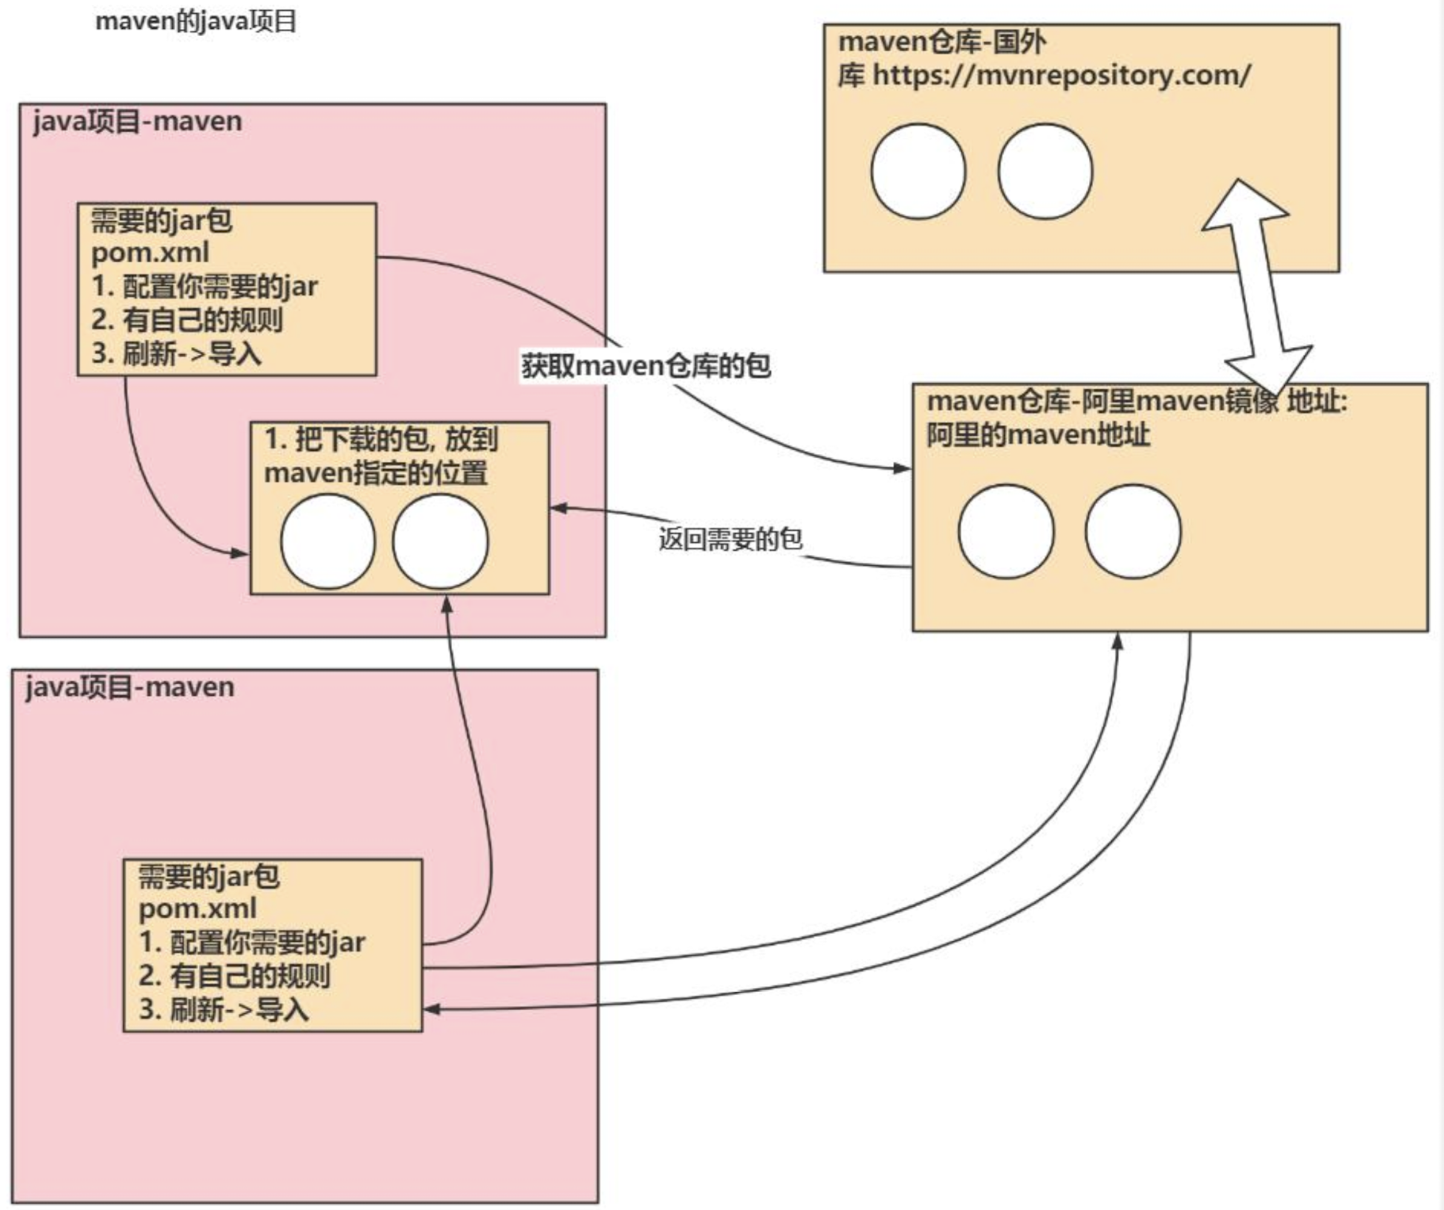 maven的java项目
maven仓库-国外
库 https://mvnrepository.com/
java项目-maven
需要的jar包
pom.xml
1. 配置你需要的jar
2. 有自己的规则
3. 刷新->导入
获取maven仓库的包
maven仓库-阿里maven镜像 地址:
阿里的maven地址
1. 把下载的包, 放到
maven指定的位置
返回需要的包
java项目-maven
需要的jar包
pom.xml
1. 配置你需要的jar
2. 有自己的规则
3. 刷新->导入